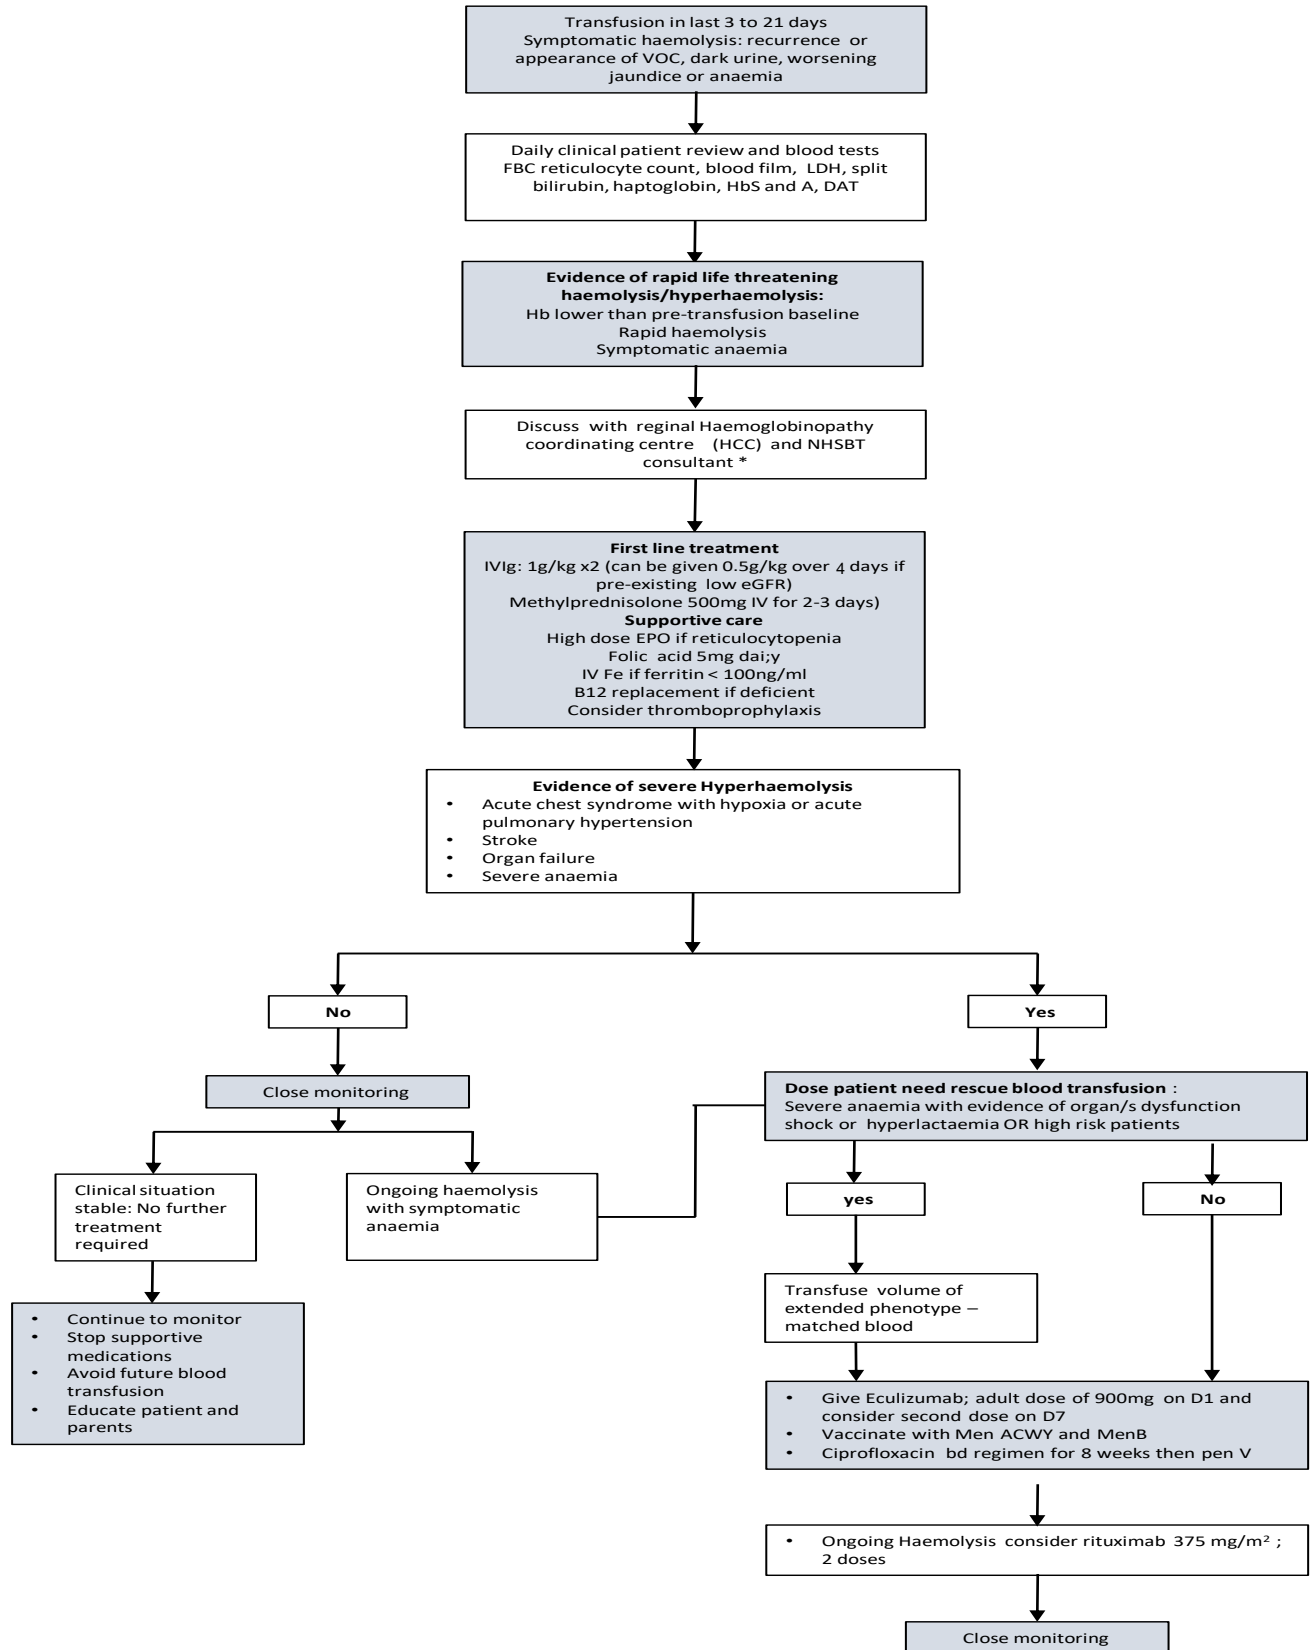 Transfusion in last 3 to 21 days
Symptomatic haemolysis: recurrence or
appearance of VOC, dark urine, worsening
jaundice or anaemia
Daily clinical patient review and blood tests
FBC reticulocyte count, blood film, LDH, split
bilirubin, haptoglobin, HbS and A, DAT
Evidence of rapid life threatening
haemolysis/hyperhaemolysis:
Hb lower than pre-transfusion baseline
Rapid haemolysis
Symptomatic anaemia
Discuss with reginal Haemoglobinopathy
coordinating centre (HCC) and NHSBT
consultant *
First line treatment
IVIg: 1g/kg x2 (can be given 0.5g/kg over 4 days if
pre-existing low eGFR)
Methylprednisolone 500mg IV for 2-3 days)
Supportive care
High dose EPO if reticulocytopenia
Folic acid 5mg dai;y
IV Fe if ferritin < 100ng/ml
B12 replacement if deficient
Consider thromboprophylaxis
Evidence of severe Hyperhaemolysis
• Acute chest syndrome with hypoxia or acute
pulmonary hypertension
• Stroke
• Organ failure
• Severe anaemia
No
Yes
Close monitoring
Dose patient need rescue blood transfusion :
Severe anaemia with evidence of organ/s dysfunction
shock or hyperlactaemia OR high risk patients
Clinical situation
stable: No further
treatment
required
Ongoing haemolysis
with symptomatic
anaemia
yes
No
Transfuse volume of
extended phenotype –
matched blood
• Continue to monitor
• Stop supportive
medications
• Avoid future blood
transfusion
• Educate patient and
parents
• Give Eculizumab; adult dose of 900mg on D1 and
consider second dose on D7
• Vaccinate with Men ACWY and MenB
• Ciprofloxacin bd regimen for 8 weeks then pen V
• Ongoing Haemolysis consider rituximab 375 mg/m² ;
2 doses
Close monitoring